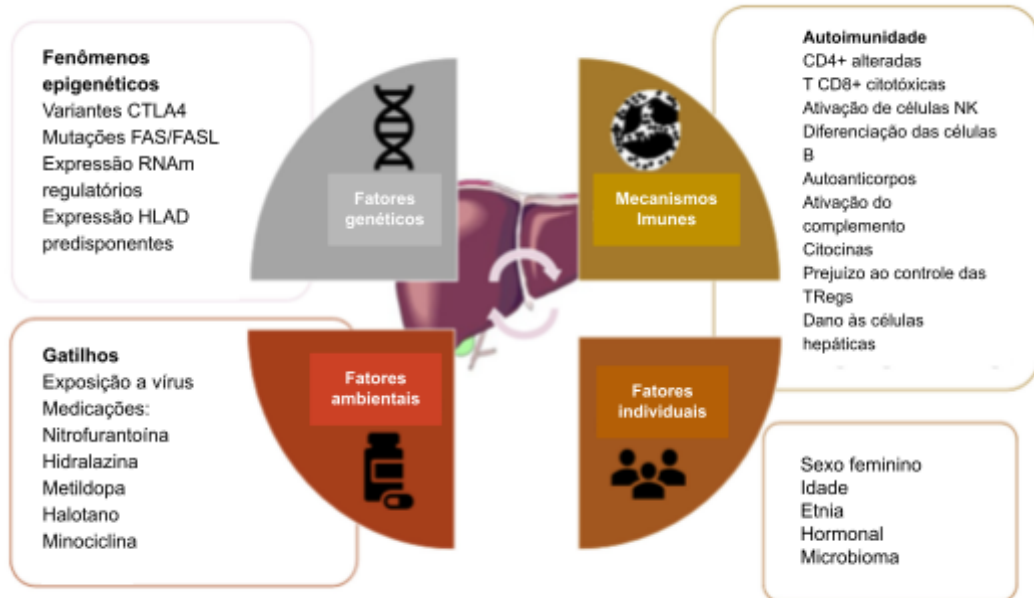 Fenômenos
epigenéticos
Variantes CTLA4
Mutações FAS/FASL
Expressão RNAm
regulatórios
Expressão HLAD
predisponentes
Fatores
genéticos
Mecanismos
Imunes
Autoimunidade
CD4+ alteradas
T CD8+ citotóxicas
Ativação de células NK
Diferenciação das células
B
Autoanticorpos
Ativação do
complemento
Citocinas
Prejuízo ao controle das
TRegs
Dano às células
hepáticas
Gatilhos
Exposição a vírus
Medicações:
Nitrofurantoína
Hidralazina
Metildopa
Halotano
Minociclina
Fatores
ambientais
Fatores
individuais
Sexo feminino
Idade
Etnia
Hormonal
Microbioma